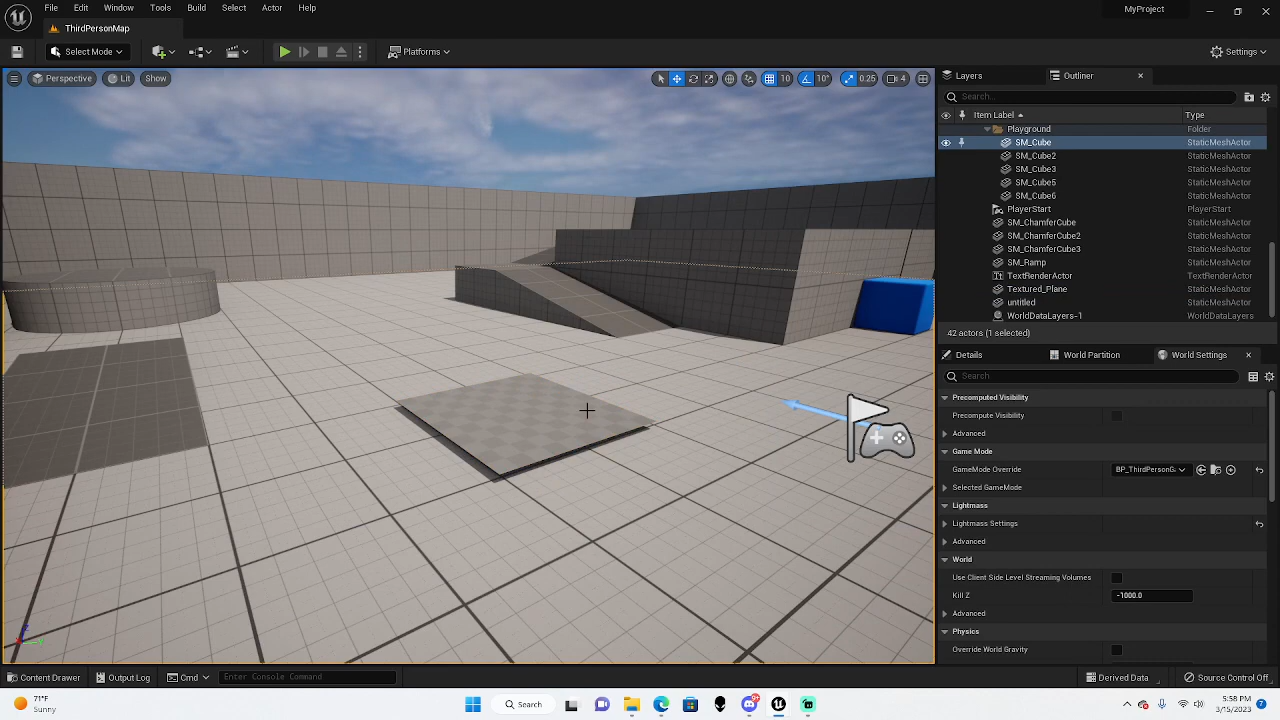 File Edit Window Tools Build Select Actor Help
MyProject
ThirdPersonMap
Select Mode
Platforms
Settings
Perspective Lit Show
10 10° 0.25 4
Layers Outliner
Search...
Item Label Type
Playground Folder
SM_Cube StaticMeshActor
SM_Cube2 StaticMeshActor
SM_Cube3 StaticMeshActor
SM_Cube5 StaticMeshActor
SM_Cube6 StaticMeshActor
PlayerStart PlayerStart
SM_ChamferCube StaticMeshActor
SM_ChamferCube2 StaticMeshActor
SM_ChamferCube3 StaticMeshActor
SM_Ramp StaticMeshActor
TextRenderActor TextRenderActor
Textured_Plane StaticMeshActor
untitled StaticMeshActor
WorldDataLayers-1 WorldDataLayers
42 actors (1 selected)
Details World Partition World Settings
Search
Precomputed Visibility
Precompute Visibility
Advanced
Game Mode
GameMode Override BP_ThirdPersonGa
Selected GameMode
Lightmass
Lightmass Settings
Advanced
World
Use Client Side Level Streaming Volumes
Kill Z -1000.0
Advanced
Physics
Override World Gravity
Content Drawer Output Log Cmd Enter Console Command
Derived Data Source Control Off
71°F
Sunny
Search
5:58 PM
3/15/2023